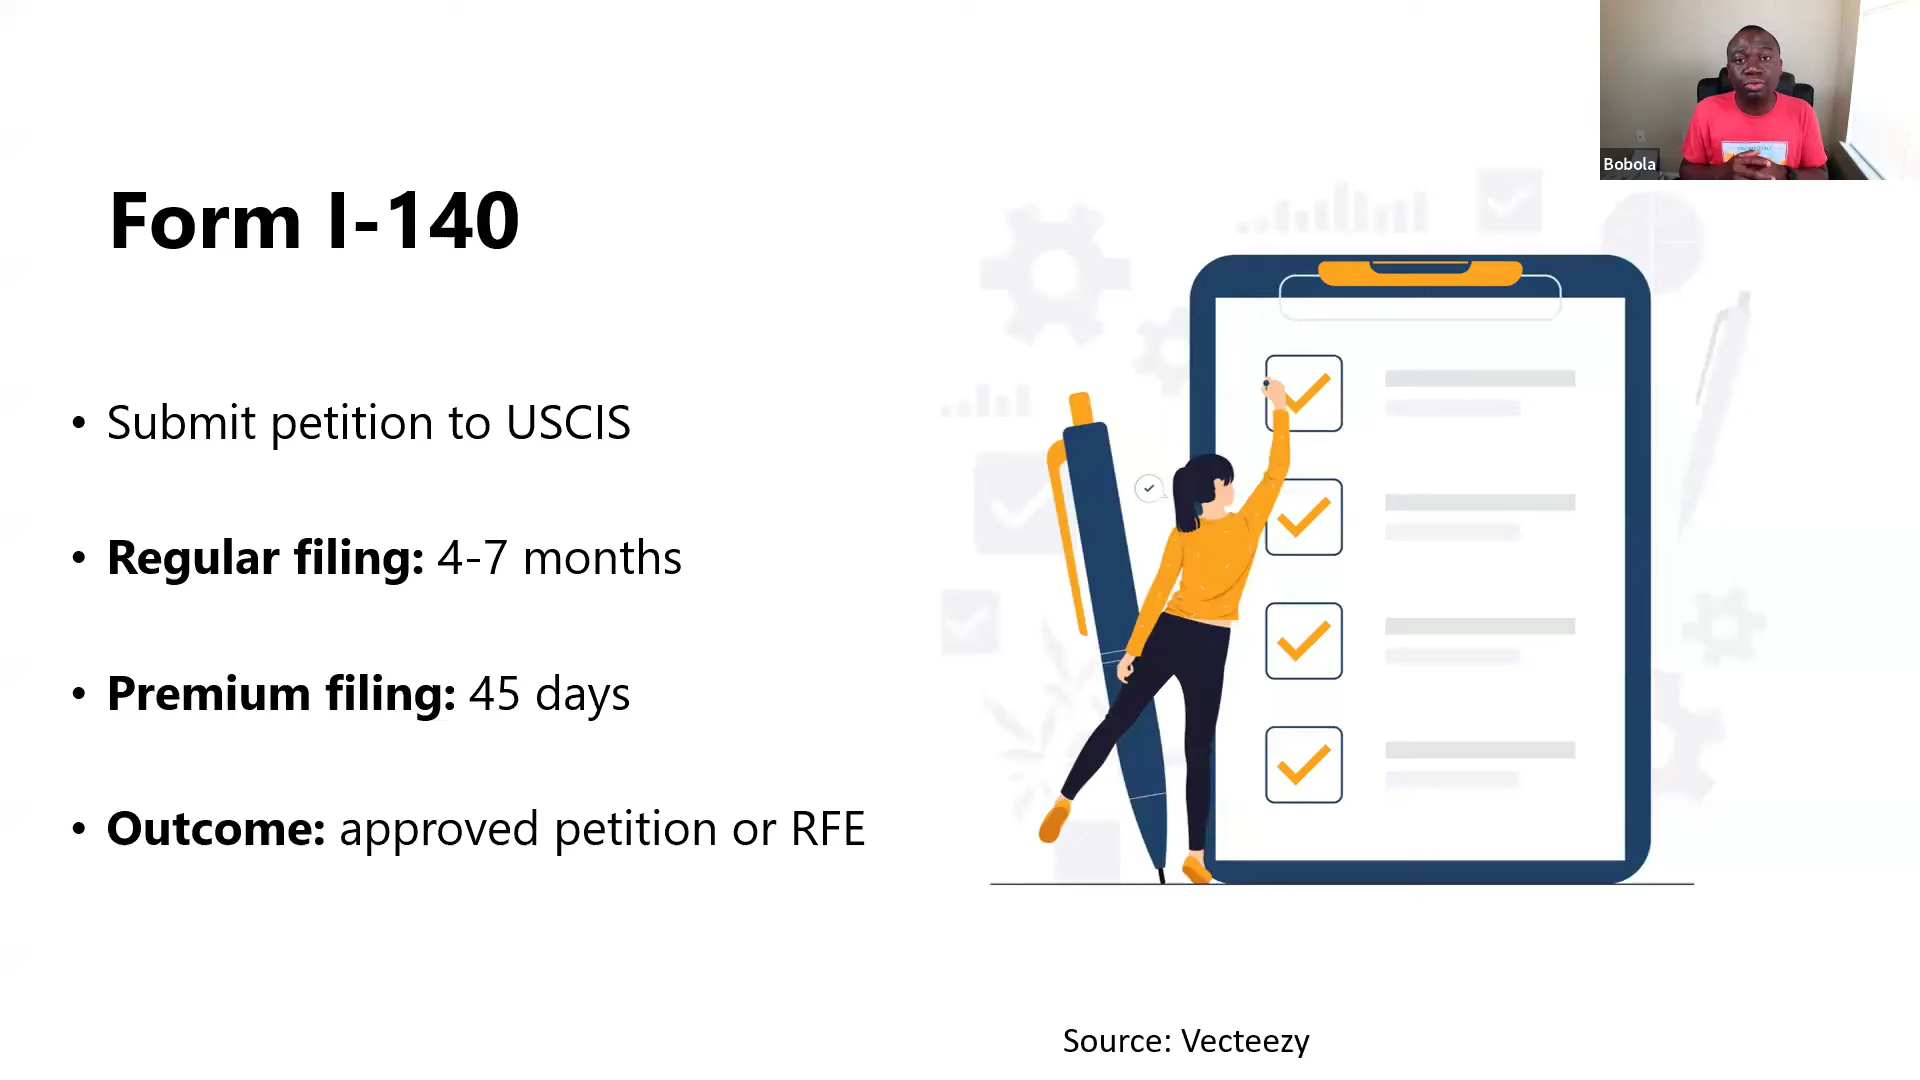 Bobola
Form I-140
• Submit petition to USCIS
• Regular filing: 4-7 months
• Premium filing: 45 days
• Outcome: approved petition or RFE
Source: Vecteezy